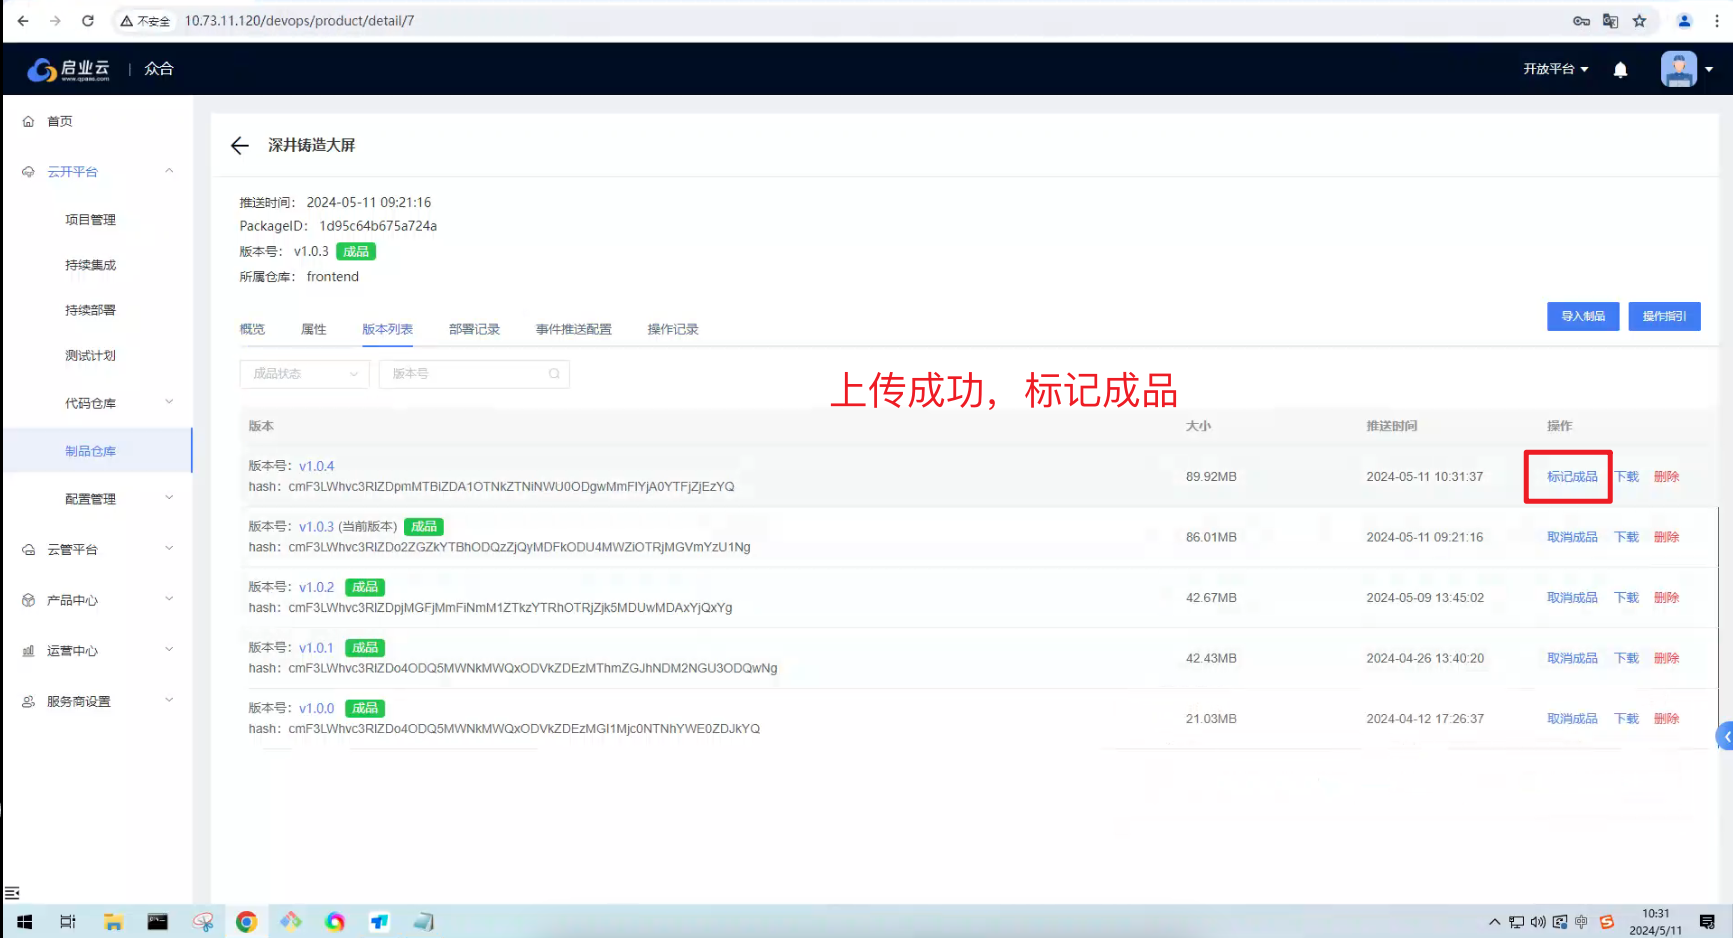 不安全 10.73.11.120/devops/product/detail/7
启业云 www.qpaas.com | 众合 开放平台
首页
云开平台
项目管理
持续集成
持续部署
测试计划
代码仓库
制品仓库
配置管理
云管平台
产品中心
运营中心
服务商设置
深井铸造大屏
推送时间： 2024-05-11 09:21:16
PackageID： 1d95c64b675a724a
版本号： v1.0.3 成品
所属仓库： frontend
导入制品 操作指引
概览 属性 版本列表 部署记录 事件推送配置 操作记录
成品状态 版本号
上传成功，标记成品
版本 大小 推送时间 操作
版本号：v1.0.4
hash：cmF3LWhvc3RlZDpmMTBiZDA1OTNkZTNiNWU0ODgwMmFlYjA0YTFjZjEzYQ
89.92MB 2024-05-11 10:31:37 标记成品 下载 删除
版本号：v1.0.3 (当前版本) 成品
hash：cmF3LWhvc3RlZDo2ZGZkYTBhODQzZjQyMDFkODU4MWZiOTRjMGVmYzU1Ng
86.01MB 2024-05-11 09:21:16 取消成品 下载 删除
版本号：v1.0.2 成品
hash：cmF3LWhvc3RlZDpjMGFjMmFiNmM1ZTkzYTRhOTRjZjk5MDUwMDAxYjQxYg
42.67MB 2024-05-09 13:45:02 取消成品 下载 删除
版本号：v1.0.1 成品
hash：cmF3LWhvc3RlZDo4ODQ5MWNkMWQxODVkZDEzMThmZGJhNDM2NGU3ODQwNg
42.43MB 2024-04-26 13:40:20 取消成品 下载 删除
版本号：v1.0.0 成品
hash：cmF3LWhvc3RlZDo4ODQ5MWNkMWQxODVkZDEzMGI1Mjc0NTNhYWE0ZDJkYQ
21.03MB 2024-04-12 17:26:37 取消成品 下载 删除
中
10:31
2024/5/11